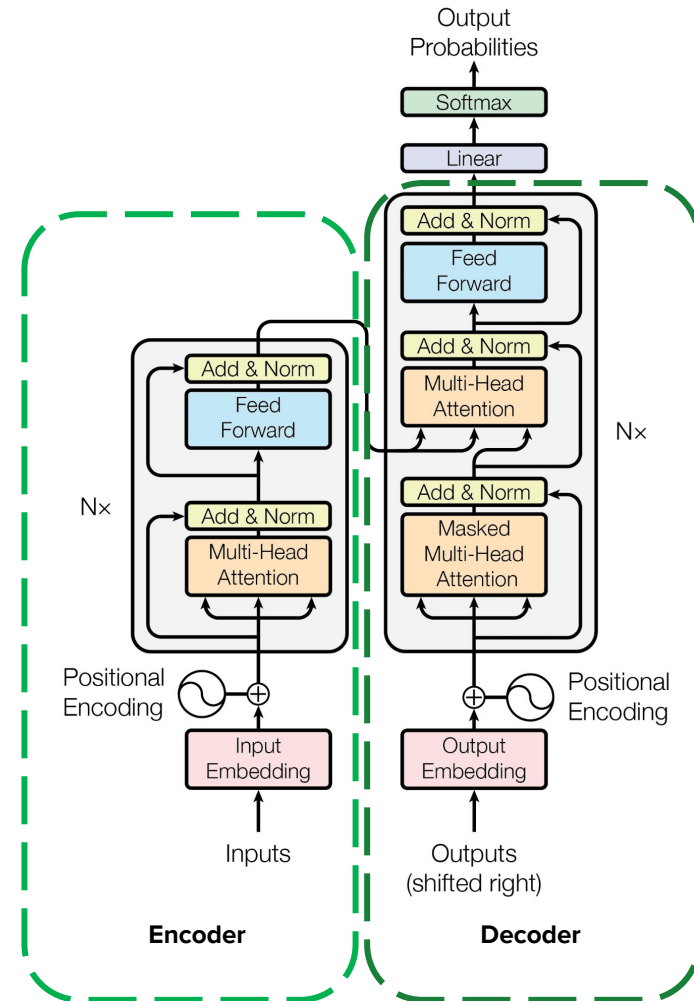 Output
Probabilities
Softmax
Linear
Add & Norm
Feed
Forward
Add & Norm
Multi-Head
Attention
Add & Norm
Masked
Multi-Head
Attention
N×
Positional
Encoding
Output
Embedding
Outputs
(shifted right)
Decoder
Add & Norm
Feed
Forward
Add & Norm
Multi-Head
Attention
N×
Positional
Encoding
Input
Embedding
Inputs
Encoder